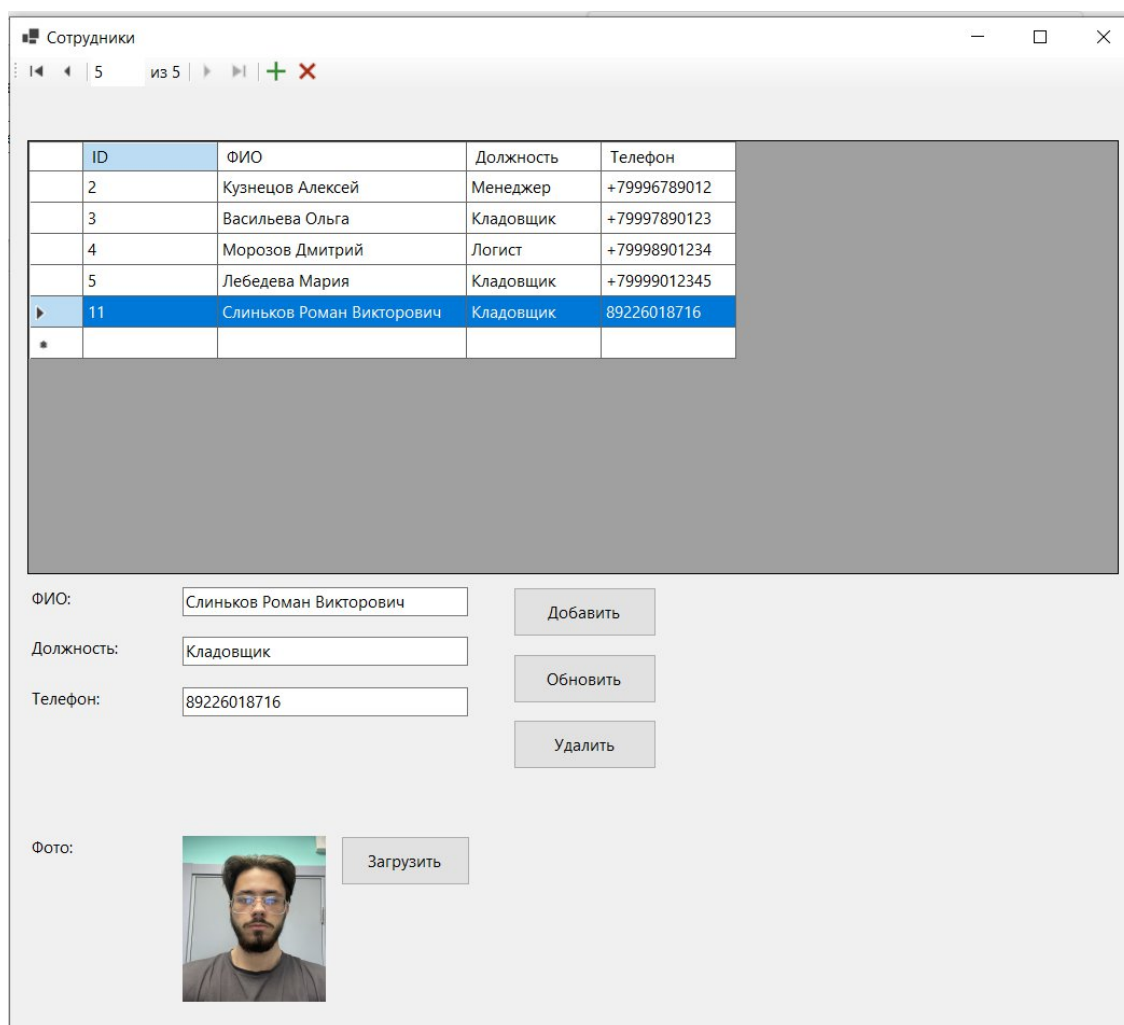 Сотрудники
5 из 5
ID ФИО Должность Телефон
2 Кузнецов Алексей Менеджер +79996789012
3 Васильева Ольга Кладовщик +79997890123
4 Морозов Дмитрий Логист +79998901234
5 Лебедева Мария Кладовщик +79999012345
11 Слиньков Роман Викторович Кладовщик 89226018716
ФИО: Слиньков Роман Викторович Добавить
Должность: Кладовщик
Обновить
Телефон: 89226018716
Удалить
Фото: Загрузить